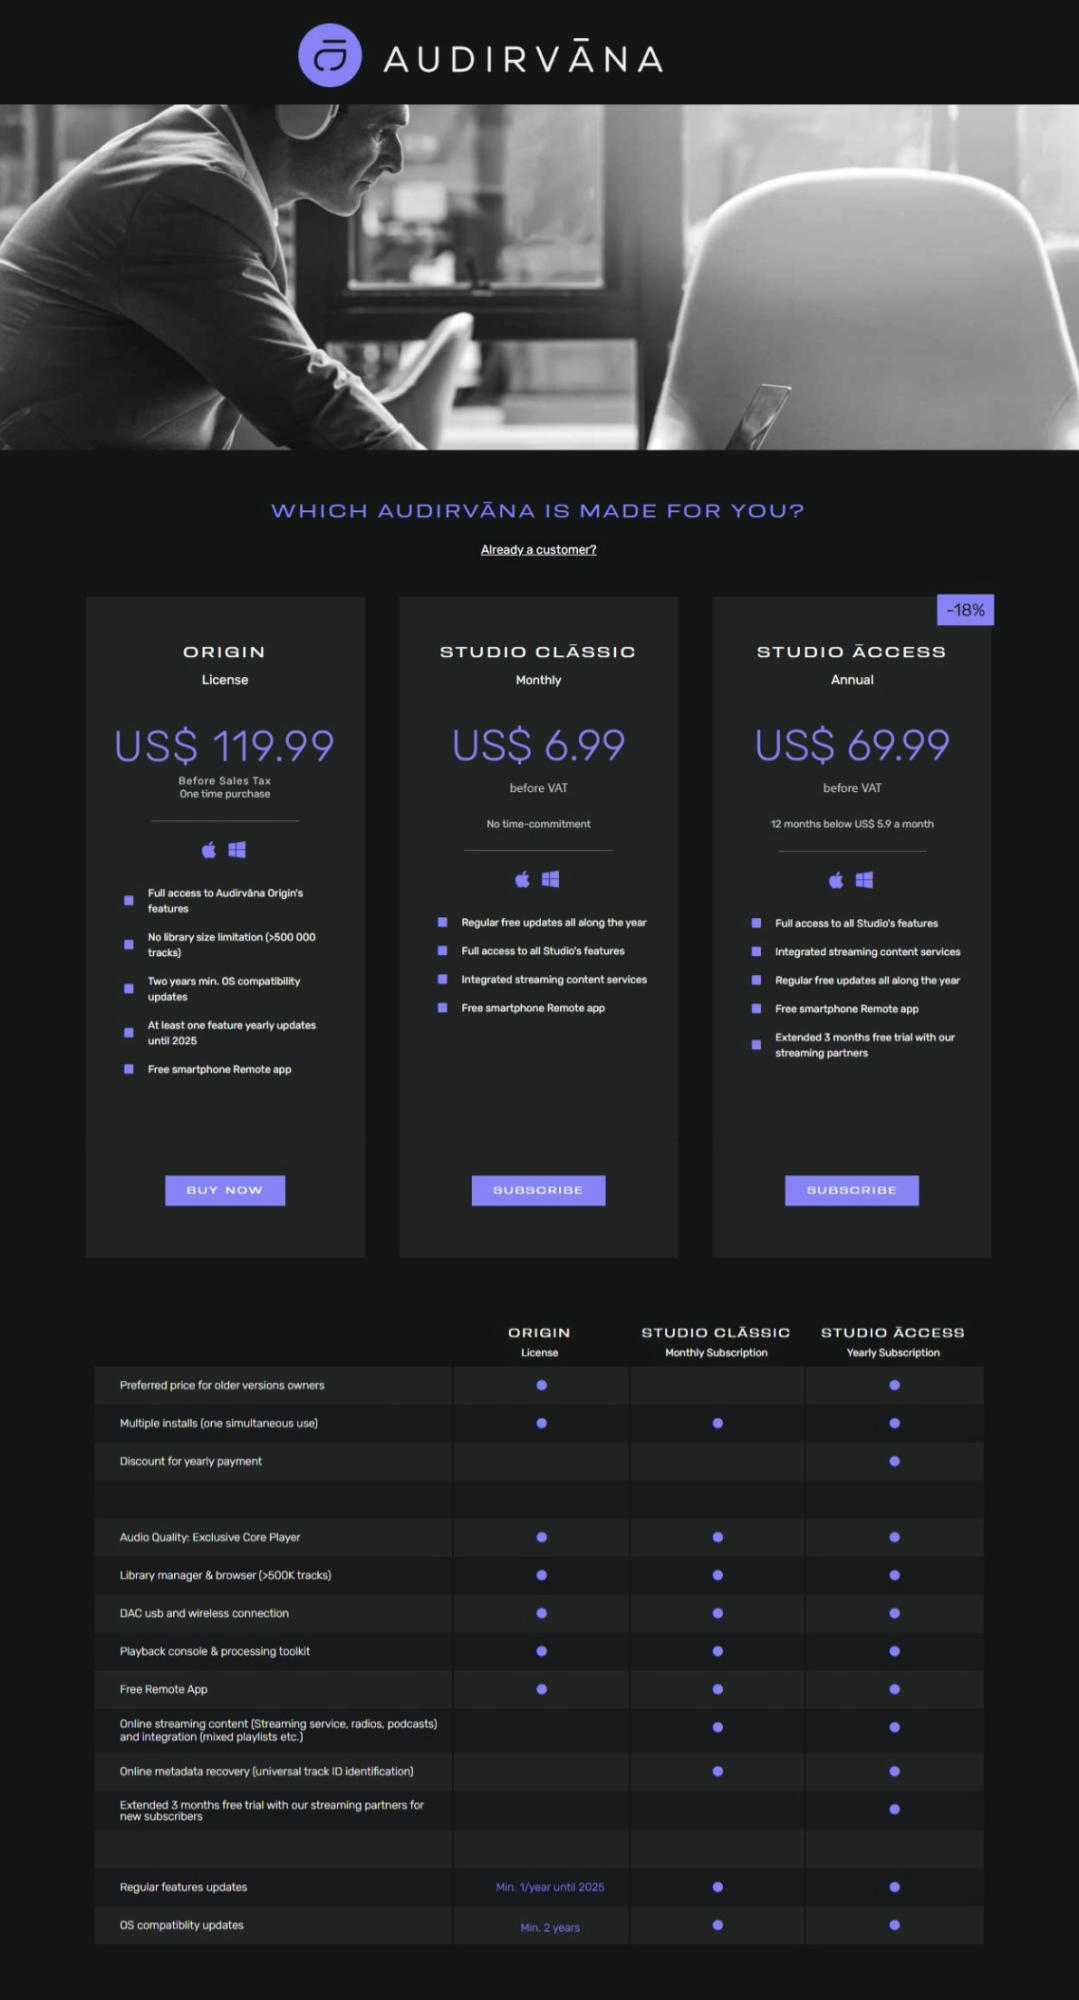 AUDIRVĀNA
WHICH AUDIRVĀNA IS MADE FOR YOU?
Already a customer?
ORIGIN
License
US$ 119.99
Before Sales Tax
One time purchase
Full access to Audirvāna Origin's
features
No library size limitation (>500 000
tracks)
Two years min. OS compatibility
updates
At least one feature yearly updates
until 2025
Free smartphone Remote app
BUY NOW
STUDIO CLĀSSIC
Monthly
US$ 6.99
before VAT
No time-commitment
Regular free updates all along the year
Full access to all Studio's features
Integrated streaming content services
Free smartphone Remote app
SUBSCRIBE
-18%
STUDIO ĀCCESS
Annual
US$ 69.99
before VAT
12 months below US$ 5.9 a month
Full access to all Studio's features
Integrated streaming content services
Regular free updates all along the year
Free smartphone Remote app
Extended 3 months free trial with our
streaming partners
SUBSCRIBE
ORIGIN STUDIO CLĀSSIC STUDIO ĀCCESS
License Monthly Subscription Yearly Subscription
Preferred price for older versions owners
Multiple installs (one simultaneous use)
Discount for yearly payment
Audio Quality: Exclusive Core Player
Library manager & browser (>500K tracks)
DAC usb and wireless connection
Playback console & processing toolkit
Free Remote App
Online streaming content (Streaming service, radios, podcasts)
and integration (mixed playlists etc.)
Online metadata recovery (universal track ID identification)
Extended 3 months free trial with our streaming partners for
new subscribers
Regular features updates Min. 1/year until 2025
OS compatiblity updates Min. 2 years